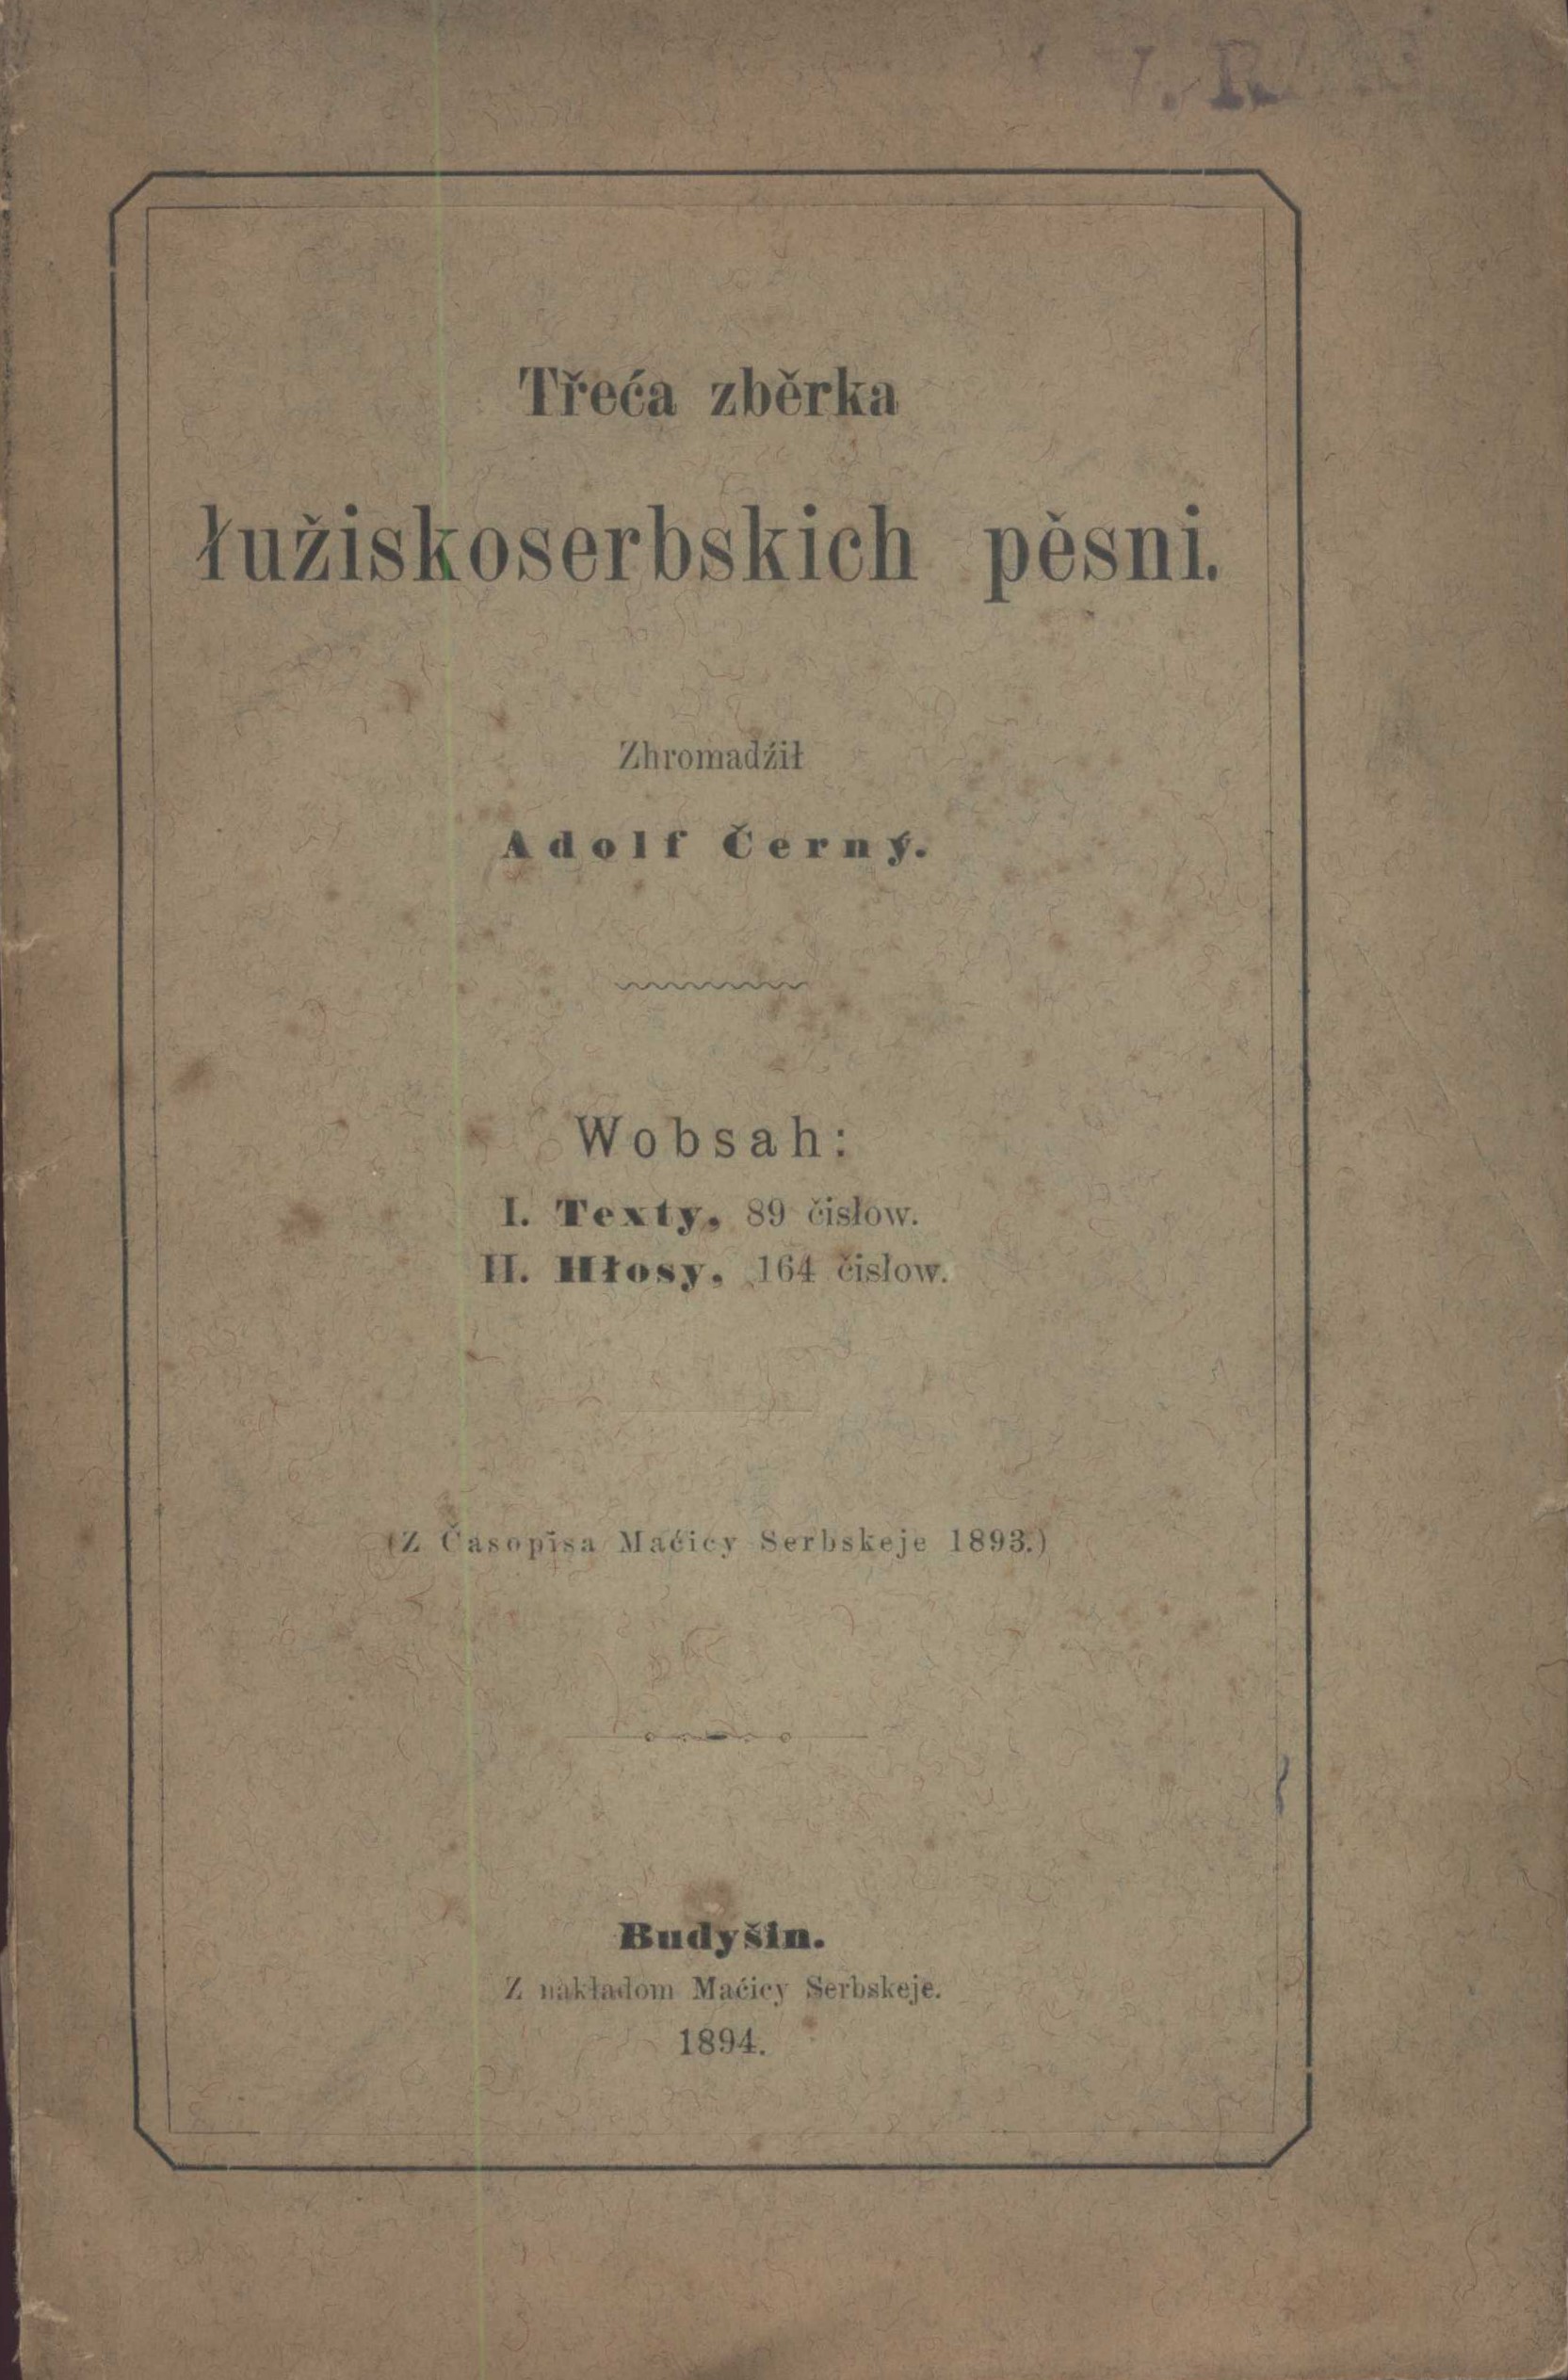 Třeća zběrka
łužiskoserbskich pěsni.
Zhromadźił
Adolf Černý.
Wobsah:
I. Texty, 89 čisłow.
II. Hłosy, 164 čisłow.
(Z Časopisa Maćicy Serbskeje 1893.)
Budyšin.
Z nakładom Maćicy Serbskeje.
1894.